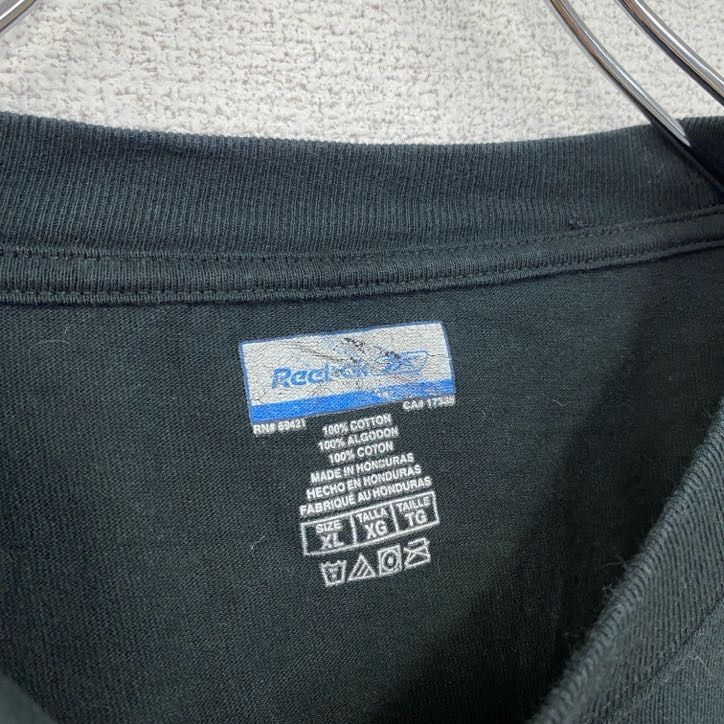 Reebok
RN# 69421
CA# 17338
100% COTTON
100% ALGODON
100% COTON
MADE IN HONDURAS
HECHO EN HONDURAS
FABRIQUÉ AU HONDURAS
SIZE TALLA TAILLE
XL XG TG